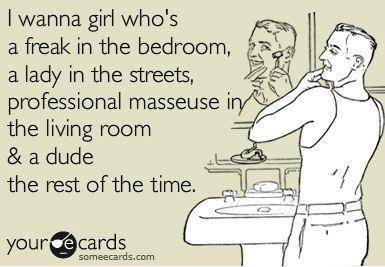 I wanna girl who's
a freak in the bedroom,
a lady in the streets,
professional masseuse in
the living room
& a dude
the rest of the time.
your e cards
someecards.com